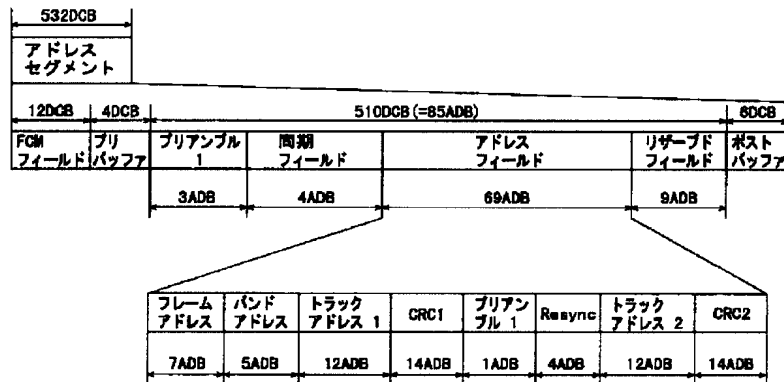 532DCB
アドレス
セグメント
12DCB 4DCB 510DCB(=85ADB) 6DCB
FCM
フィールド
プリ
バッファ
プリアンブル
1
同期
フィールド
アドレス
フィールド
リザーブド
フィールド
ポスト
バッファ
3ADB 4ADB 69ADB 9ADB
フレーム
アドレス
バンド
アドレス
トラック
アドレス 1
CRC1
プリアン
ブル 1
Resync
トラック
アドレス 2
CRC2
7ADB 5ADB 12ADB 14ADB 1ADB 4ADB 12ADB 14ADB